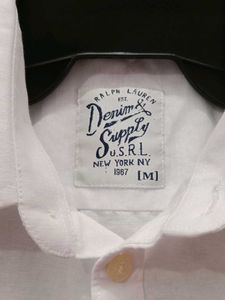 RALPH LAUREN
EST.
Denim &
Supply
U.S.R.L.
NEW YORK NY
1967 [M]